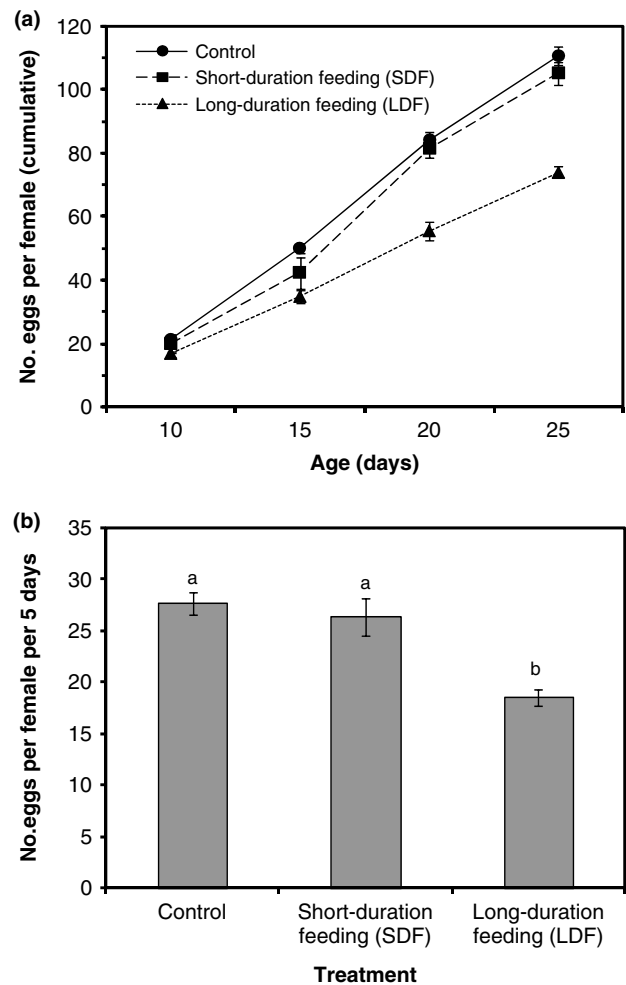 (a)
120
100
80
60
40
20
0
No. eggs per female (cumulative)
Control
Short-duration feeding (SDF)
Long-duration feeding (LDF)
10 15 20 25
Age (days)
(b)
35
30
25
20
15
10
5
0
No.eggs per female per 5 days
a
a
b
Control
Short-duration
feeding (SDF)
Long-duration
feeding (LDF)
Treatment